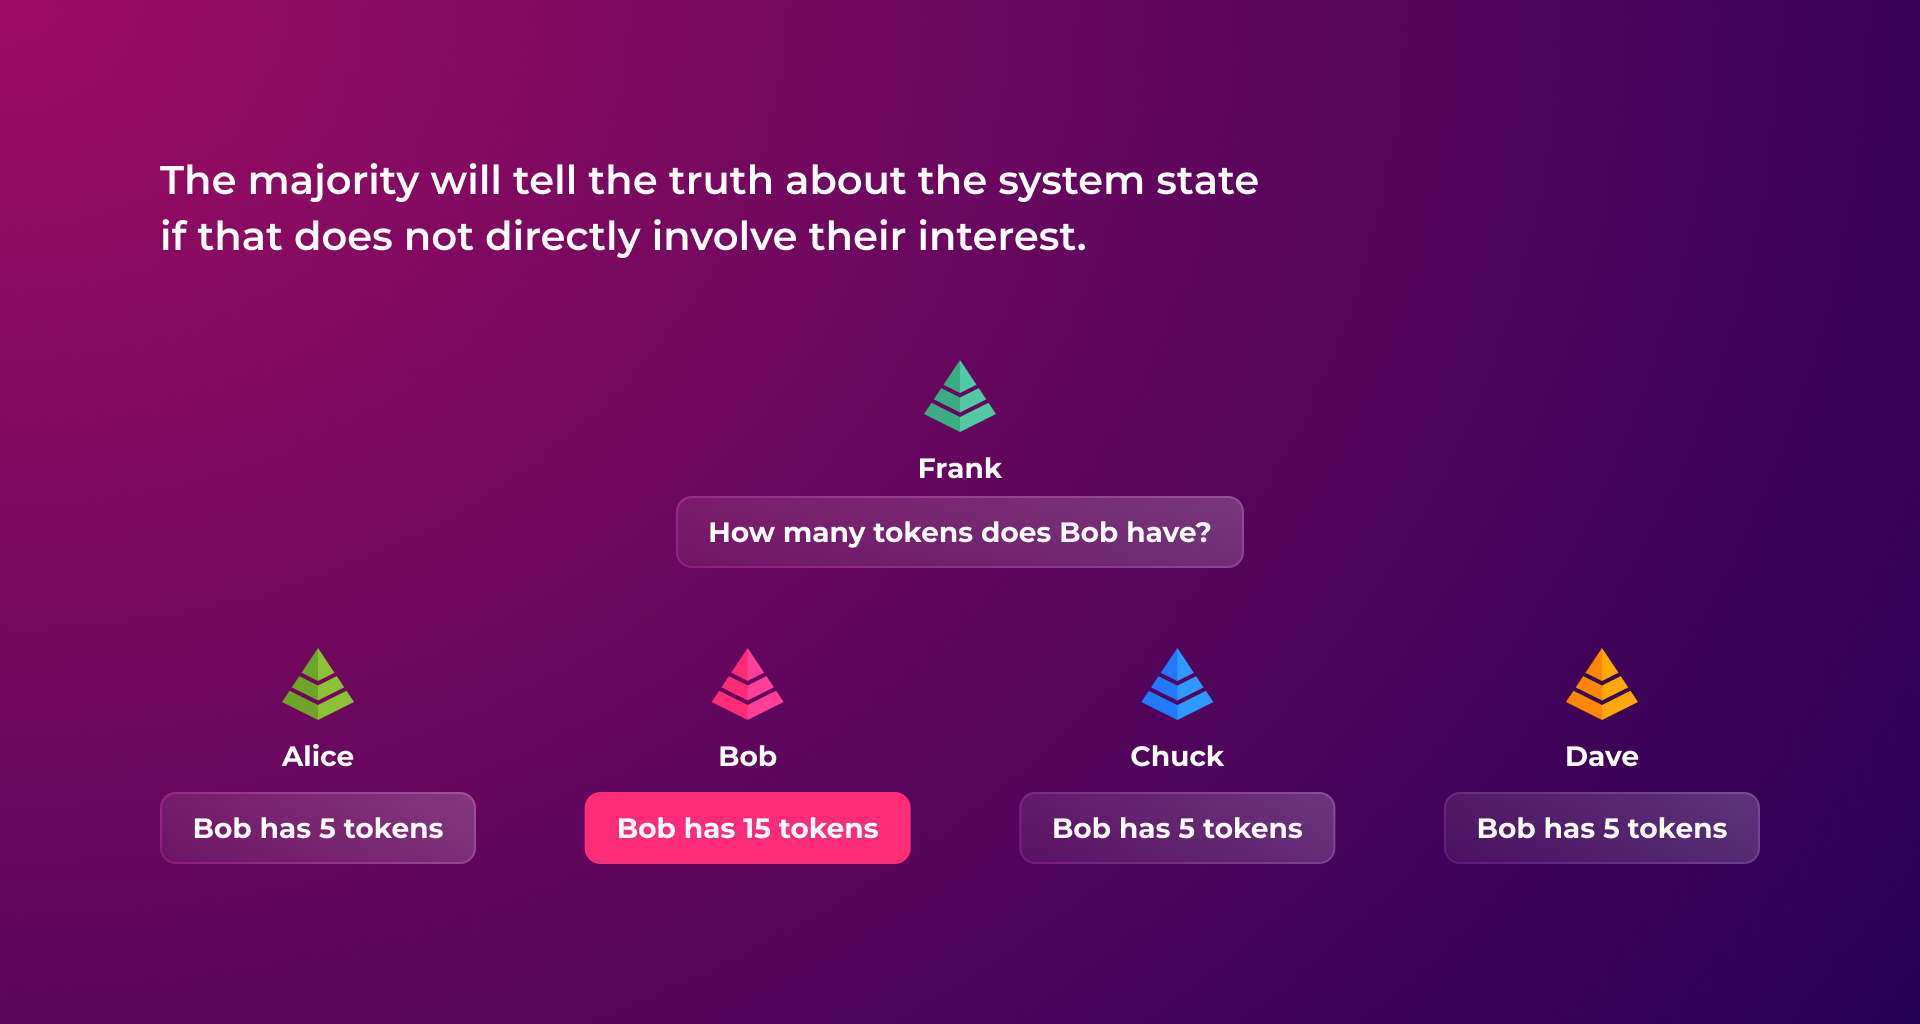 The majority will tell the truth about the system state
if that does not directly involve their interest.
Frank
How many tokens does Bob have?
Alice
Bob
Chuck
Dave
Bob has 5 tokens
Bob has 15 tokens
Bob has 5 tokens
Bob has 5 tokens